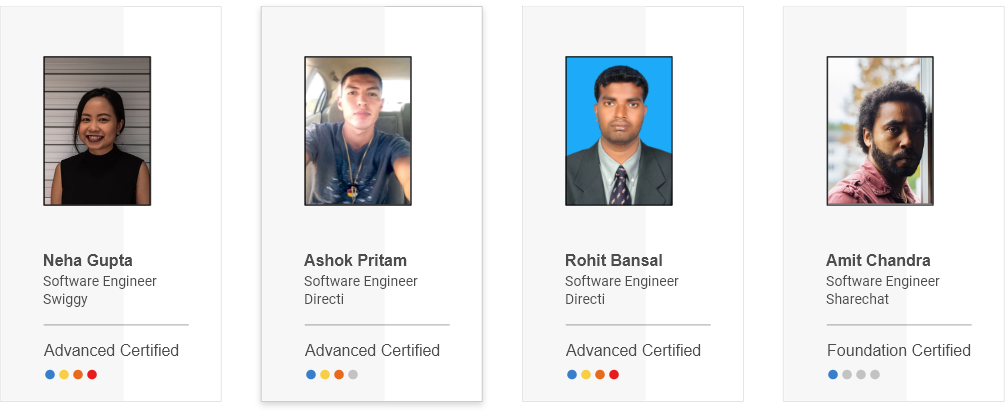 Neha Gupta
Software Engineer
Swiggy
Advanced Certified
Ashok Pritam
Software Engineer
Directi
Advanced Certified
Rohit Bansal
Software Engineer
Directi
Advanced Certified
Amit Chandra
Software Engineer
Sharechat
Foundation Certified